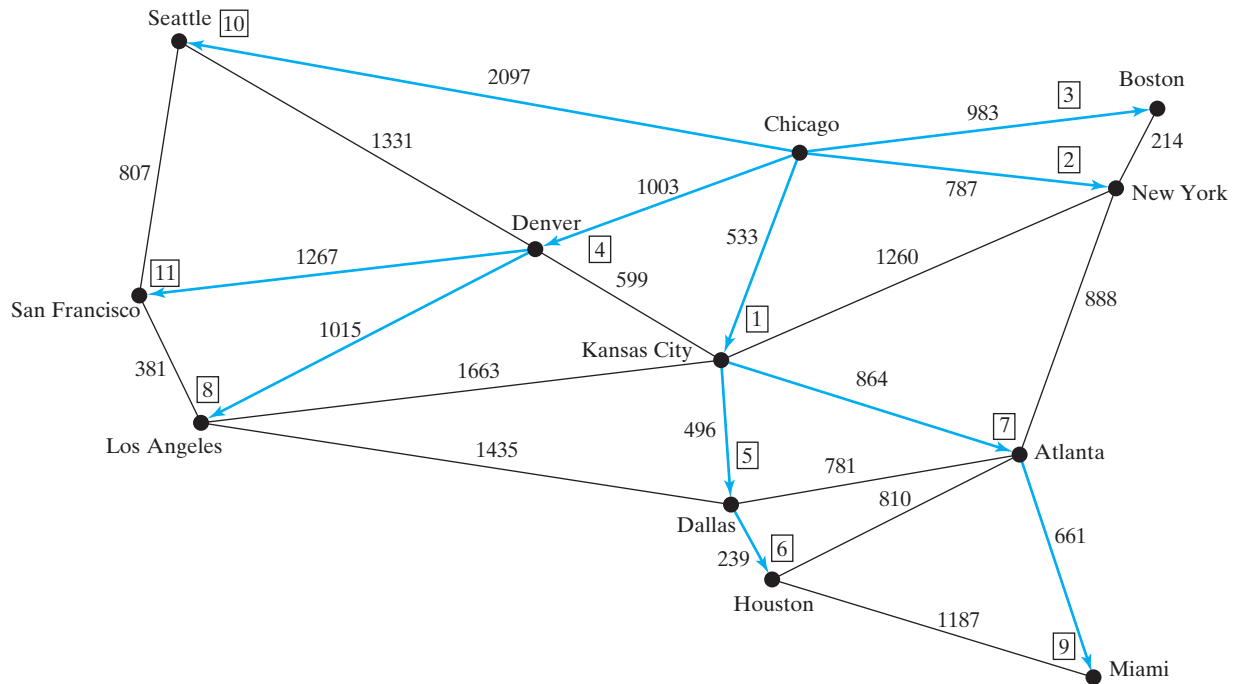 Seattle 10
2097
Boston
3
983
Chicago
1331
214
807
2
1003
787
New York
Denver
4
533
1267
1260
11
599
888
San Francisco
1
1015
Kansas City
381
1663
864
8
496
7
Los Angeles
1435
5
781
Atlanta
810
Dallas
661
6
239
Houston
1187
9
Miami